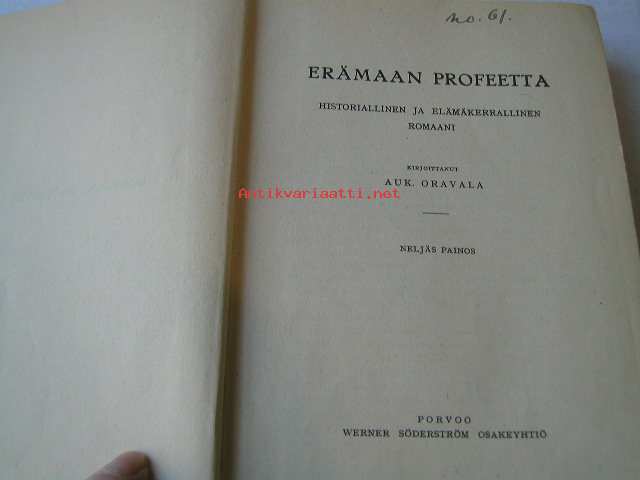 no. 61.
ERÄMAAN PROFEETTA
HISTORIALLINEN JA ELÄMÄKERRALLINEN
ROMAANI
KIRJOITTANUT
AUK. ORAVALA
Antikvariaatti.net
NELJÄS PAINOS
PORVOO
WERNER SÖDERSTRÖM OSAKEYHTIÖ